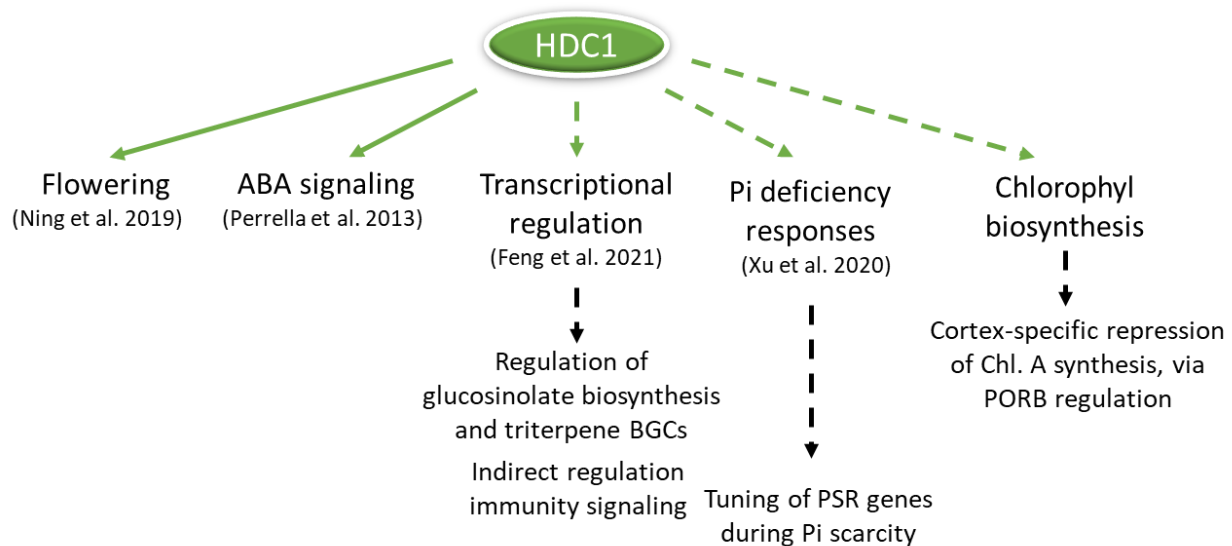 HDC1
Flowering
(Ning et al. 2019)
ABA signaling
(Perrella et al. 2013)
Transcriptional
regulation
(Feng et al. 2021)
Regulation of
glucosinolate biosynthesis
and triterpene BGCs
Indirect regulation
immunity signaling
Pi deficiency
responses
(Xu et al. 2020)
Tuning of PSR genes
during Pi scarcity
Chlorophyl
biosynthesis
Cortex-specific repression
of Chl. A synthesis, via
PORB regulation